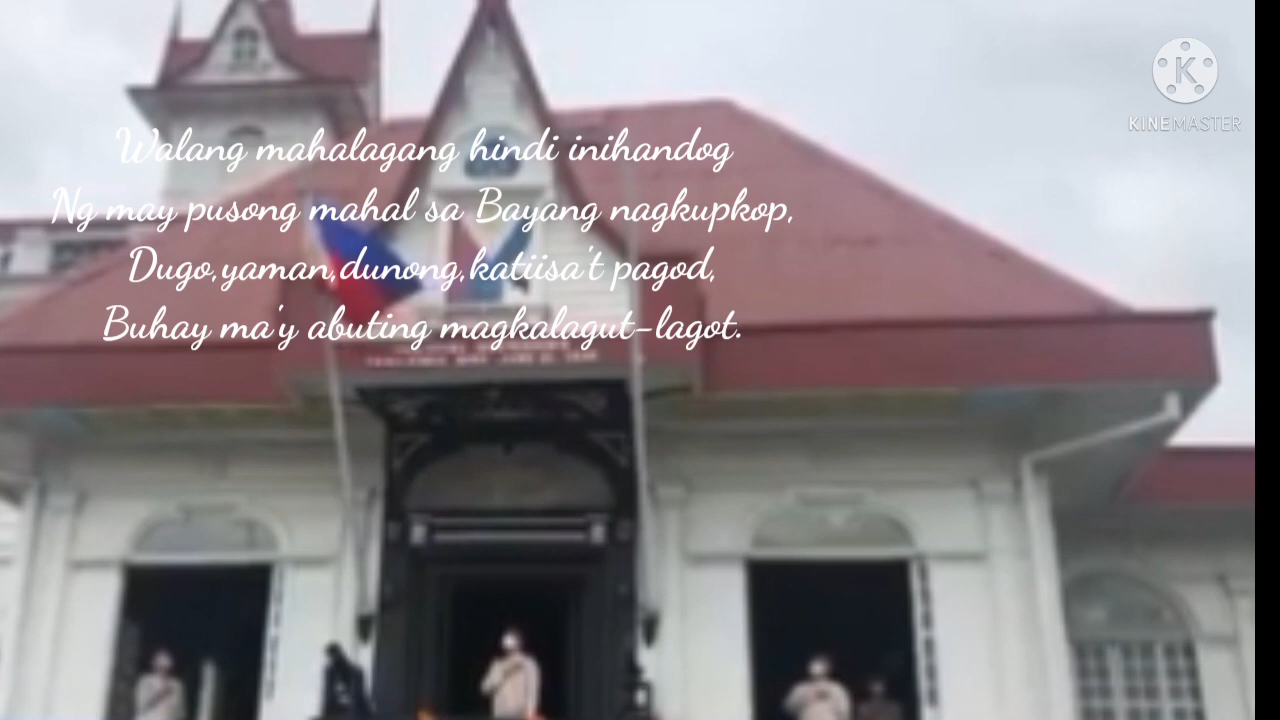 Walang mahalagang hindi inihandog
Ng may pusong mahal sa Bayang nagkupkop,
Dugo,yaman,dunong,katiisa't pagod,
Buhay ma'y abuting magkalagut-lagot.
KINEMASTER